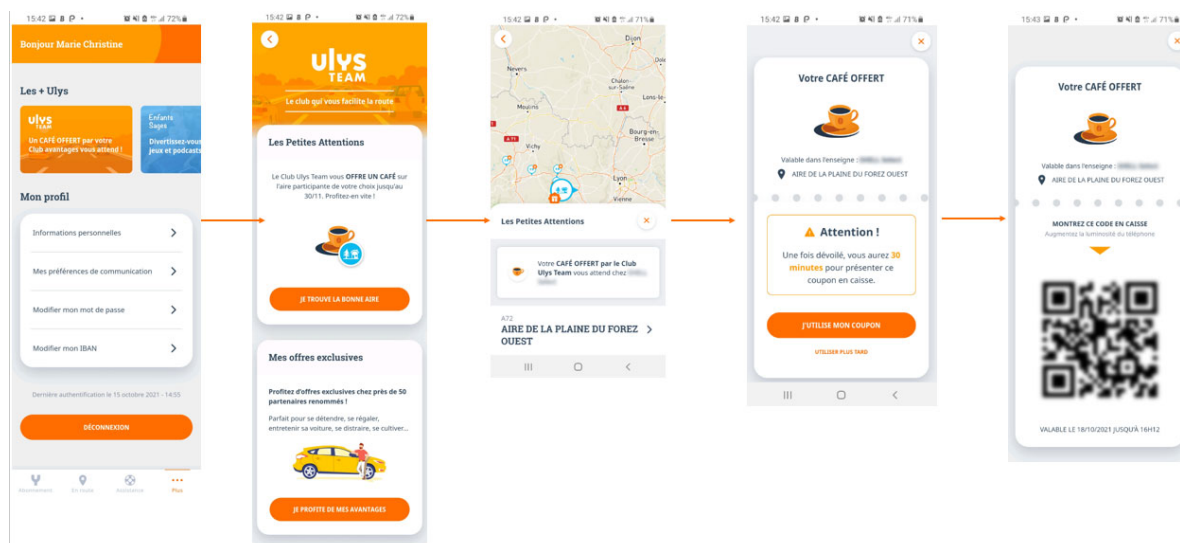 15:42
72%
Bonjour Marie Christine
Les + Ulys
ulys
TEAM
Un CAFÉ OFFERT par votre
Club avantages vous attend !
Enfants
Sages
Divertissez-vous
jeux et podcasts
Mon profil
Informations personnelles
Mes préférences de communication
Modifier mon mot de passe
Modifier mon IBAN
Dernière authentification le 15 octobre 2021 - 14:55
DÉCONNEXION
Abonnement
En route
Assistance
Plus
15:42
72%
ulys
TEAM
Le club qui vous facilite la route
Les Petites Attentions
Le Club Ulys Team vous OFFRE UN CAFÉ sur
l'aire participante de votre choix jusqu'au
30/11. Profitez-en vite !
JE TROUVE LA BONNE AIRE
Mes offres exclusives
Profitez d'offres exclusives chez près de 50
partenaires renommés !
Parfait pour se détendre, se régaler,
entretenir sa voiture, se distraire, se cultiver...
JE PROFITE DE MES AVANTAGES
15:42
71%
Dijon
Dole
Nevers
Chalon-
sur-Saône
Lons-le-
Moulins
A6
Bourg-en-
Bresse
A71
Vichy
Lyon
Vienne
Les Petites Attentions
Votre CAFÉ OFFERT par le Club
Ulys Team vous attend chez
A72
AIRE DE LA PLAINE DU FOREZ
OUEST
15:42
71%
Votre CAFÉ OFFERT
Valable dans l'enseigne :
AIRE DE LA PLAINE DU FOREZ OUEST
Attention !
Une fois dévoilé, vous aurez 30
minutes pour présenter ce
coupon en caisse.
J'UTILISE MON COUPON
UTILISER PLUS TARD
15:43
71%
Votre CAFÉ OFFERT
Valable dans l'enseigne :
AIRE DE LA PLAINE DU FOREZ OUEST
MONTREZ CE CODE EN CAISSE
Augmentez la luminosité du téléphone
VALABLE LE 18/10/2021 JUSQU'À 16H12